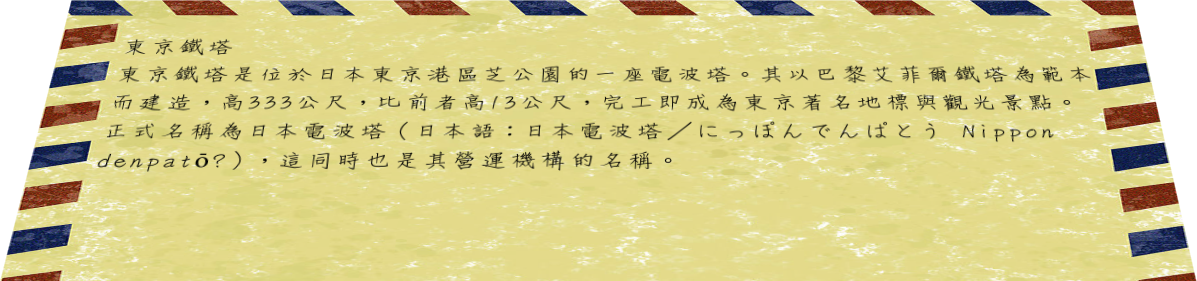 東京鐵塔
東京鐵塔是位於日本東京港區芝公園的一座電波塔。其以巴黎艾菲爾鐵塔為範本
而建造，高333公尺，比前者高13公尺，完工即成為東京著名地標與觀光景點。
正式名稱為日本電波塔（日本語：日本電波塔／にっぽんでんぱとう Nippon
denpatō?），這同時也是其營運機構的名稱。